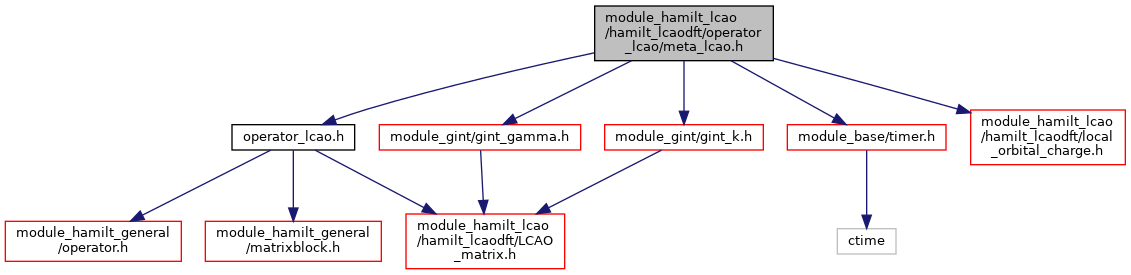 module_hamilt_lcao
/hamilt_lcaodft/operator
_lcao/meta_lcao.h
operator_lcao.h
module_gint/gint_gamma.h
module_gint/gint_k.h
module_base/timer.h
module_hamilt_lcao
/hamilt_lcaodft/local
_orbital_charge.h
module_hamilt_general
/operator.h
module_hamilt_general
/matrixblock.h
module_hamilt_lcao
/hamilt_lcaodft/LCAO
_matrix.h
ctime